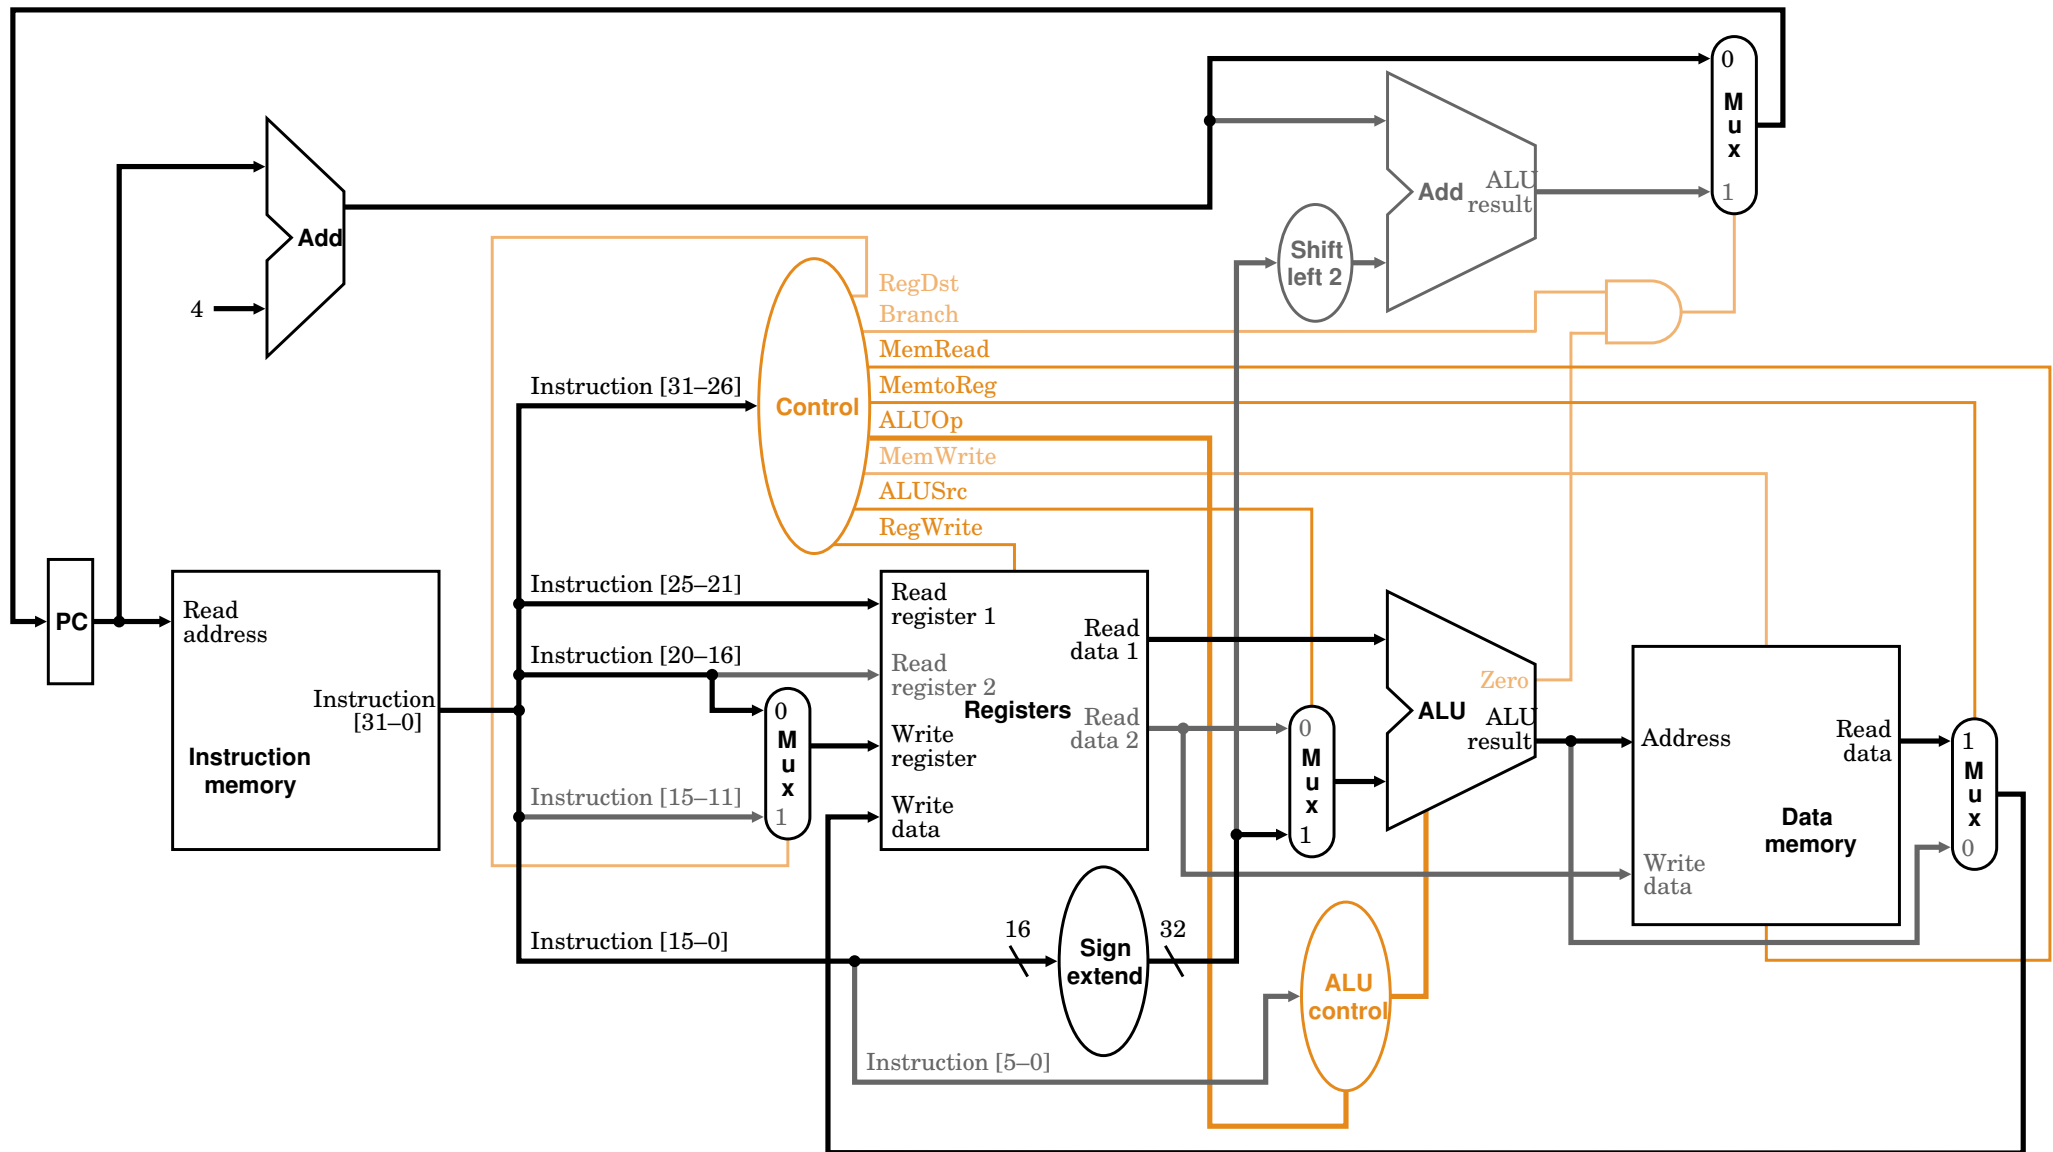 0
M
u
x
1
Add
ALU
result
Add
4
Shift
left 2
RegDst
Branch
MemRead
MemtoReg
ALUOp
MemWrite
ALUSrc
RegWrite
Control
Instruction [31–26]
Instruction [25–21]
Instruction [20–16]
Instruction [15–11]
Instruction [15–0]
Instruction [5–0]
PC
Read
address
Instruction
[31–0]
Instruction
memory
0
M
u
x
1
Read
register 1
Read
register 2
Write
register
Write
data
Registers
Read
data 1
Read
data 2
16
Sign
extend
32
0
M
u
x
1
Zero
ALU
ALU
result
ALU
control
Address
Read
data
Data
memory
Write
data
1
M
u
x
0